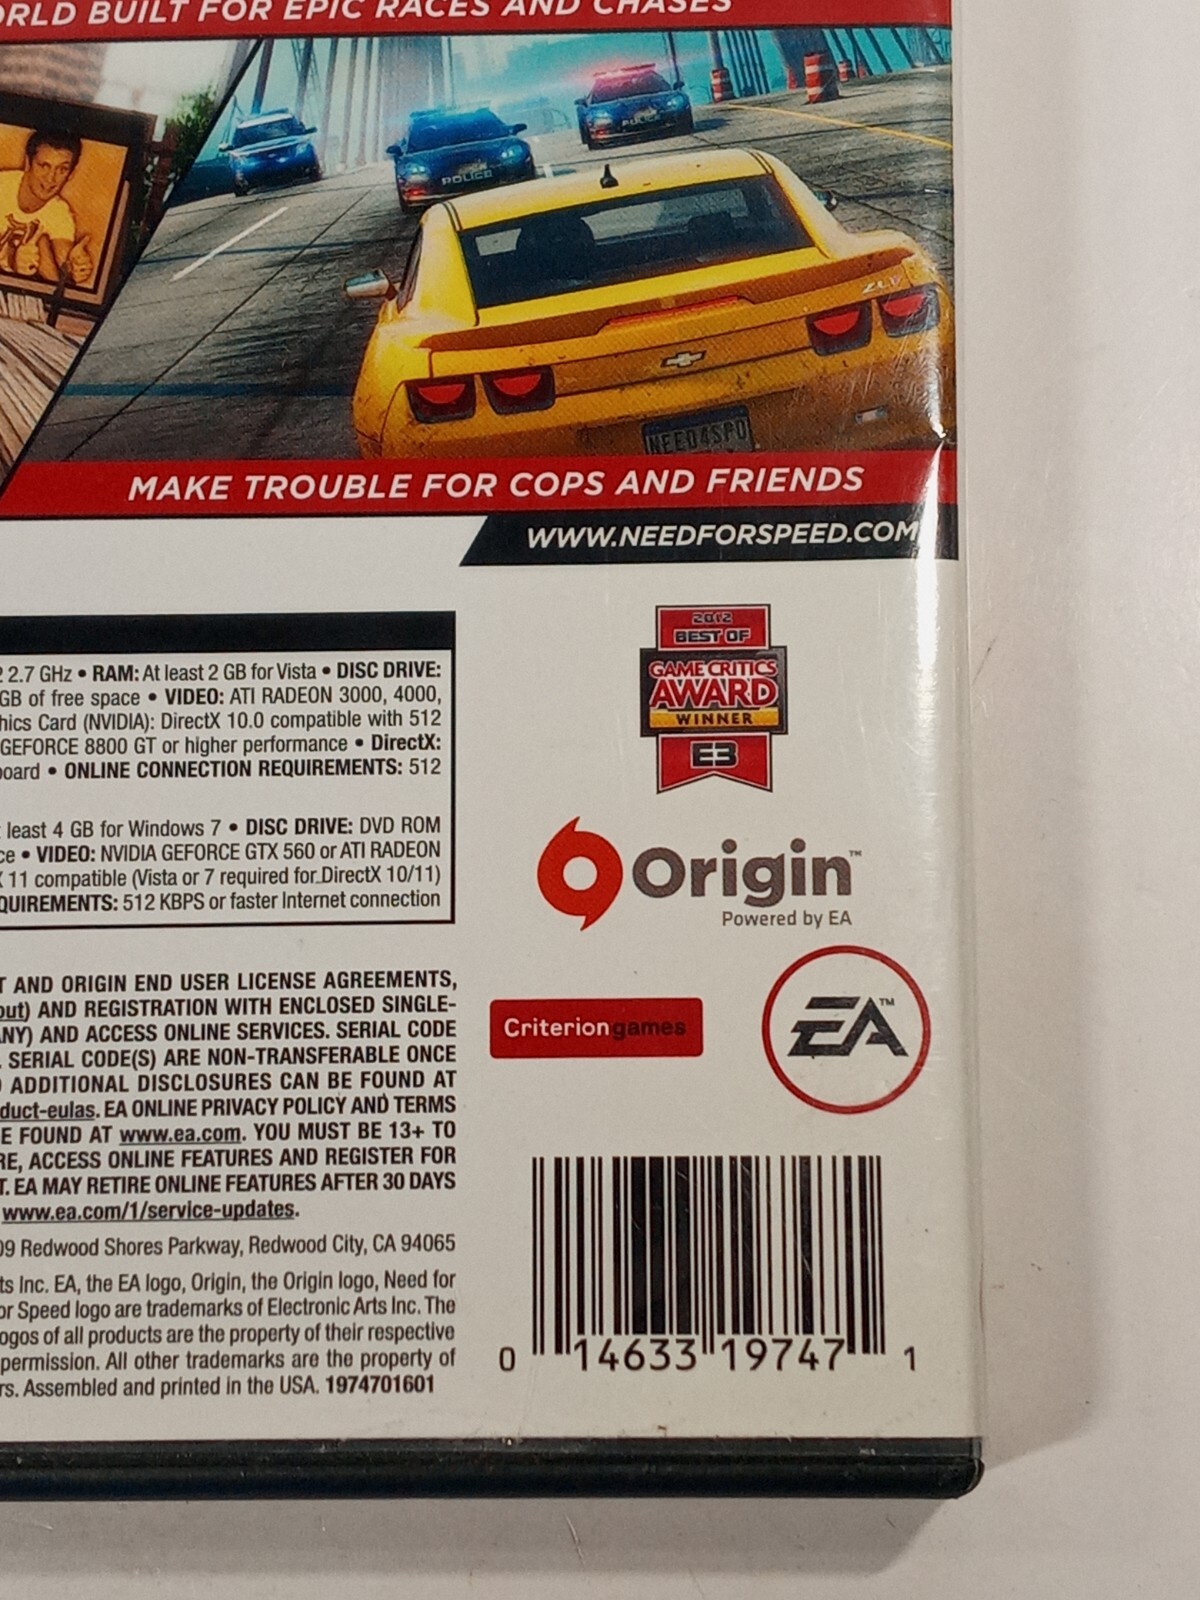 WORLD BUILT FOR EPIC RACES AND CHASES
POLICE
POLICE
ZL1
NEED4SPD
MAKE TROUBLE FOR COPS AND FRIENDS
WWW.NEEDFORSPEED.COM
2.7 GHz • RAM: At least 2 GB for Vista • DISC DRIVE:
GB of free space • VIDEO: ATI RADEON 3000, 4000,
hics Card (NVIDIA): DirectX 10.0 compatible with 512
GEFORCE 8800 GT or higher performance • DirectX:
oard • ONLINE CONNECTION REQUIREMENTS: 512
least 4 GB for Windows 7 • DISC DRIVE: DVD ROM
ce • VIDEO: NVIDIA GEFORCE GTX 560 or ATI RADEON
X 11 compatible (Vista or 7 required for DirectX 10/11)
QUIREMENTS: 512 KBPS or faster Internet connection
T AND ORIGIN END USER LICENSE AGREEMENTS,
out) AND REGISTRATION WITH ENCLOSED SINGLE-
NY) AND ACCESS ONLINE SERVICES. SERIAL CODE
. SERIAL CODE(S) ARE NON-TRANSFERABLE ONCE
ADDITIONAL DISCLOSURES CAN BE FOUND AT
duct-eulas. EA ONLINE PRIVACY POLICY AND TERMS
E FOUND AT www.ea.com. YOU MUST BE 13+ TO
RE, ACCESS ONLINE FEATURES AND REGISTER FOR
T. EA MAY RETIRE ONLINE FEATURES AFTER 30 DAYS
www.ea.com/1/service-updates.
09 Redwood Shores Parkway, Redwood City, CA 94065
ts Inc. EA, the EA logo, Origin, the Origin logo, Need for
or Speed logo are trademarks of Electronic Arts Inc. The
ogos of all products are the property of their respective
permission. All other trademarks are the property of
rs. Assembled and printed in the USA. 1974701601
2012
BEST OF
GAME CRITICS
AWARD
WINNER
E3
Origin™
Powered by EA
Criteriongames
EA™
0 14633 19747 1